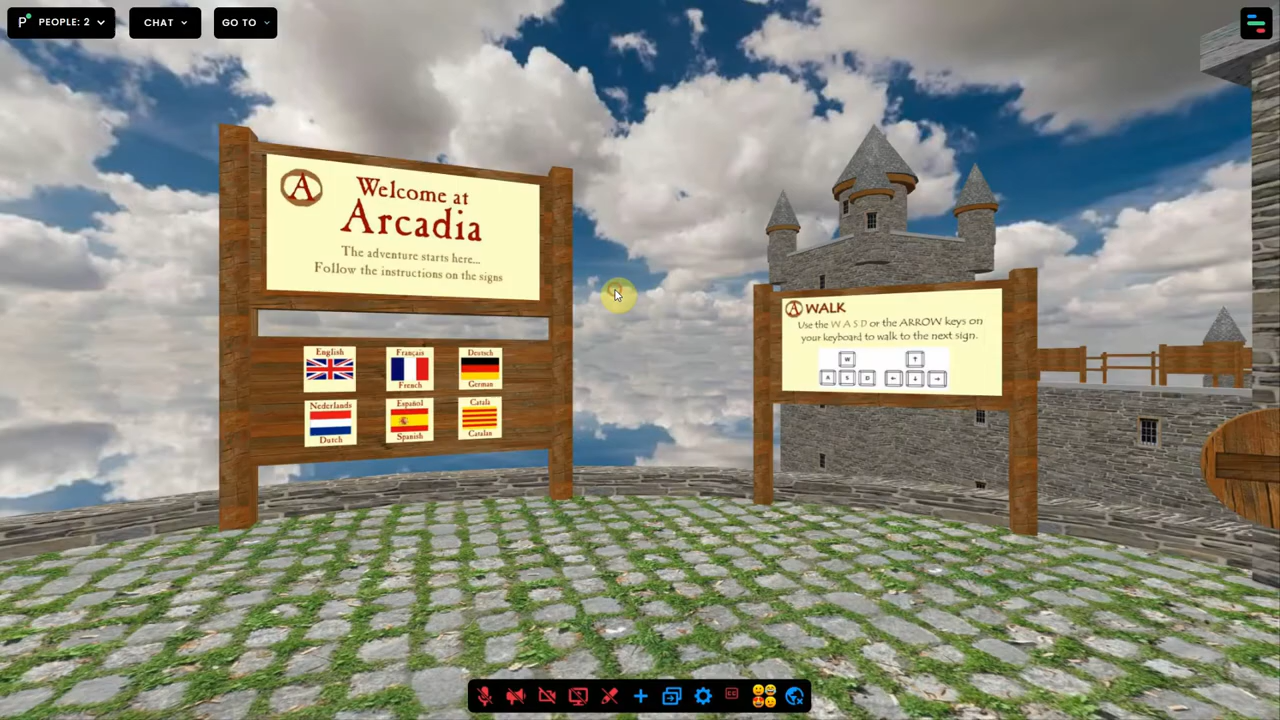 PEOPLE: 2
CHAT
GO TO
A
Welcome at
Arcadia
The adventure starts here...
Follow the instructions on the signs
English
Français
French
Deutsch
German
Nederlands
Dutch
Español
Spanish
Català
Catalan
A WALK
Use the W A S D or the ARROW keys on
your keyboard to walk to the next sign.
W ↑
A S D ← ↓ →
CC